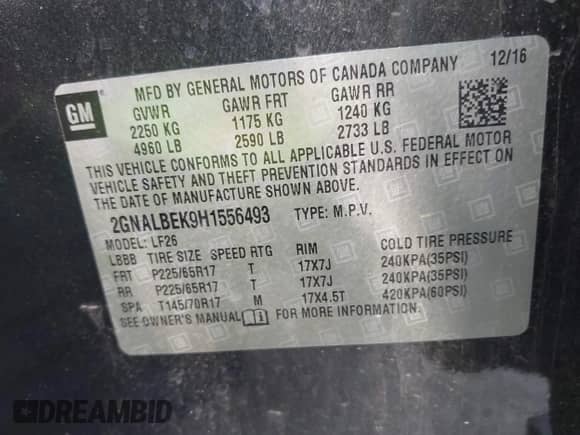 MFD BY GENERAL MOTORS OF CANADA COMPANY 12/16
GM
GVWR GAWR FRT GAWR RR
2250 KG 1175 KG 1240 KG
4960 LB 2590 LB 2733 LB
THIS VEHICLE CONFORMS TO ALL APPLICABLE U.S. FEDERAL MOTOR
VEHICLE SAFETY AND THEFT PREVENTION STANDARDS IN EFFECT ON
THE DATE OF MANUFACTURE SHOWN ABOVE.
2GNALBEK9H1556493 TYPE: M.P.V.
MODEL: LF26
LBBB TIRE SIZE SPEED RTG RIM COLD TIRE PRESSURE
FRT P225/65R17 T 17X7J 240KPA(35PSI)
RR P225/65R17 T 17X7J 240KPA(35PSI)
SPA T145/70R17 M 17X4.5T 420KPA(60PSI)
SEE OWNER'S MANUAL FOR MORE INFORMATION.
DREAMBID